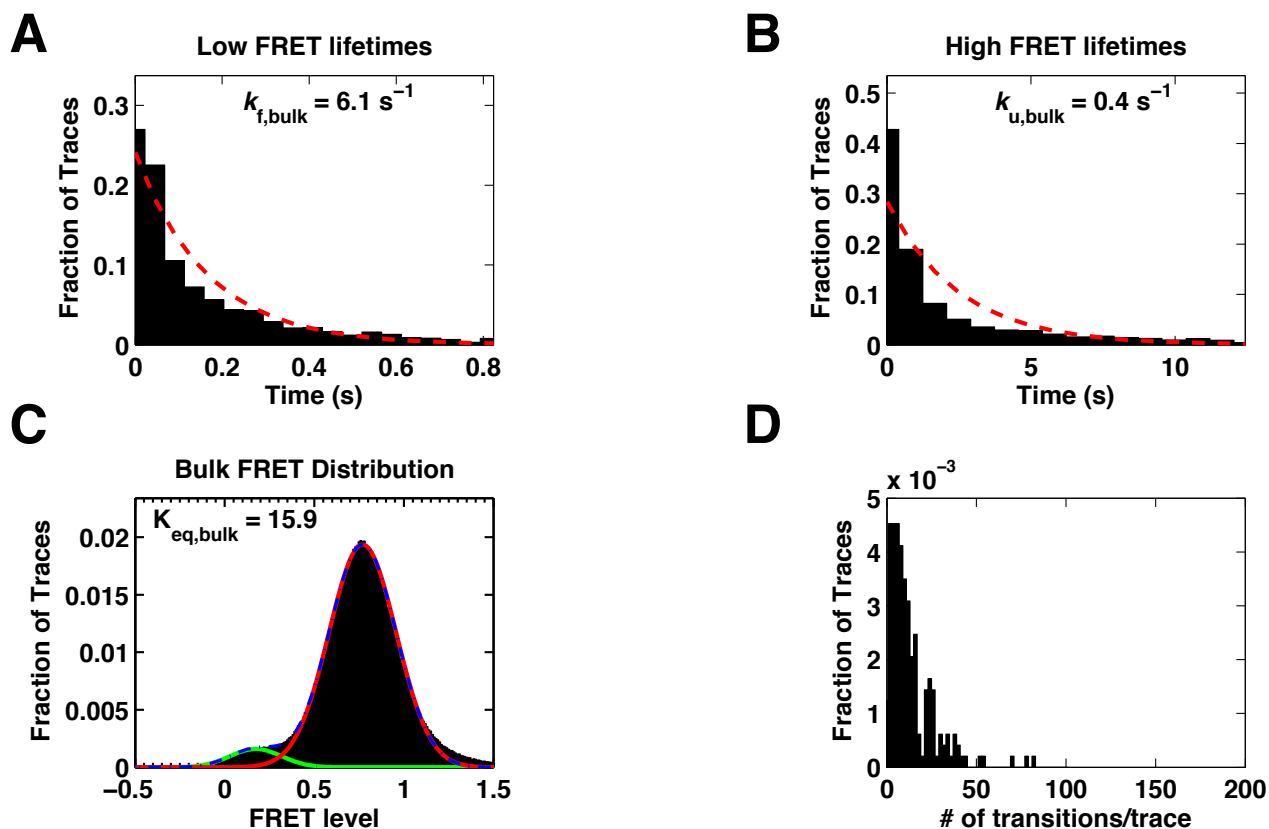 A
Low FRET lifetimes
k_f,bulk = 6.1 s⁻¹
Fraction of Traces
0.3
0.2
0.1
0
0 0.2 0.4 0.6 0.8
Time (s)
B
High FRET lifetimes
k_u,bulk = 0.4 s⁻¹
Fraction of Traces
0.5
0.4
0.3
0.2
0.1
0
0 5 10
Time (s)
C
Bulk FRET Distribution
K_eq,bulk = 15.9
Fraction of Traces
0.02
0.015
0.01
0.005
0
−0.5 0 0.5 1 1.5
FRET level
D
x 10⁻³
Fraction of Traces
5
4
3
2
1
0
0 50 100 150 200
# of transitions/trace